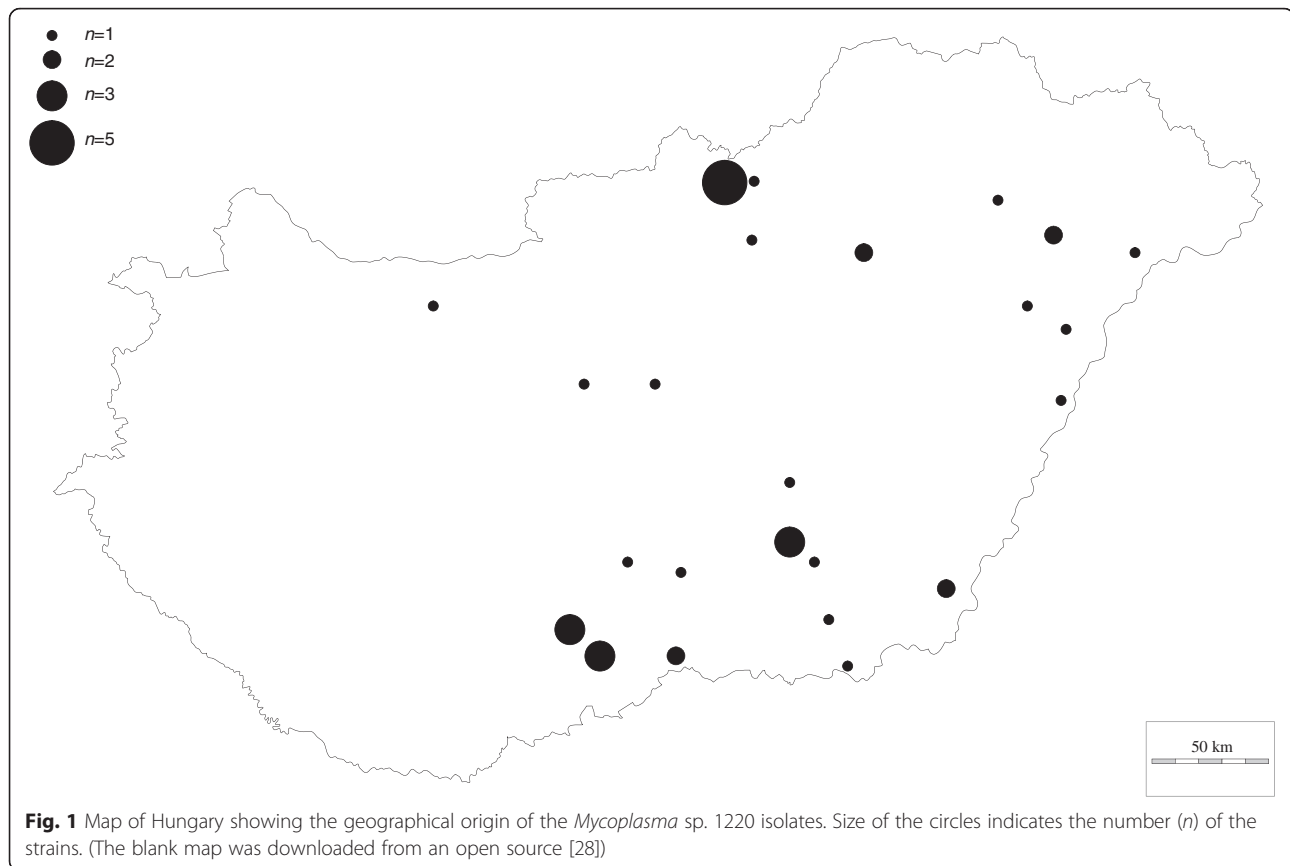 n=1
n=2
n=3
n=5
50 km
Fig. 1 Map of Hungary showing the geographical origin of the Mycoplasma sp. 1220 isolates. Size of the circles indicates the number (n) of the
strains. (The blank map was downloaded from an open source [28])